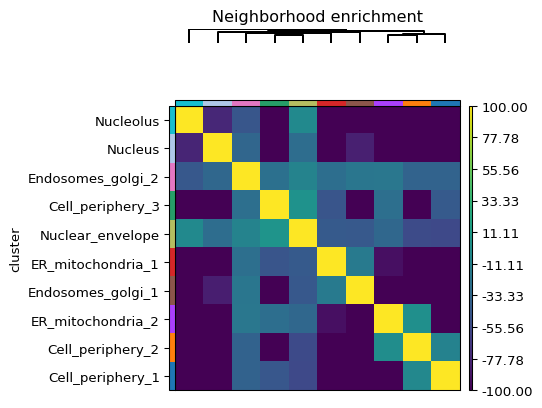 Neighborhood enrichment
cluster
Nucleolus
Nucleus
Endosomes_golgi_2
Cell_periphery_3
Nuclear_envelope
ER_mitochondria_1
Endosomes_golgi_1
ER_mitochondria_2
Cell_periphery_2
Cell_periphery_1
100.00
77.78
55.56
33.33
11.11
-11.11
-33.33
-55.56
-77.78
-100.00